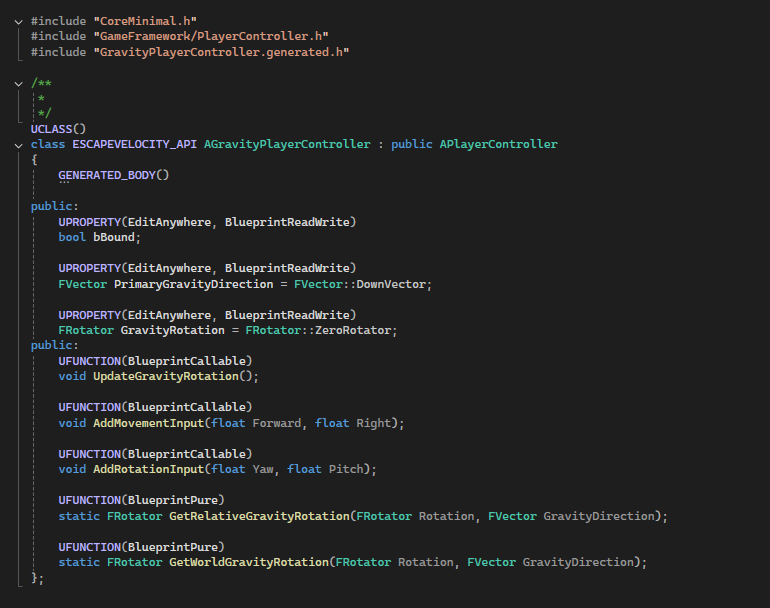 #include "CoreMinimal.h"
#include "GameFramework/PlayerController.h"
#include "GravityPlayerController.generated.h"
/**
*
*/
UCLASS()
class ESCAPEVELOCITY_API AGravityPlayerController : public APlayerController
{
GENERATED_BODY()
public:
UPROPERTY(EditAnywhere, BlueprintReadWrite)
bool bBound;
UPROPERTY(EditAnywhere, BlueprintReadWrite)
FVector PrimaryGravityDirection = FVector::DownVector;
UPROPERTY(EditAnywhere, BlueprintReadWrite)
FRotator GravityRotation = FRotator::ZeroRotator;
public:
UFUNCTION(BlueprintCallable)
void UpdateGravityRotation();
UFUNCTION(BlueprintCallable)
void AddMovementInput(float Forward, float Right);
UFUNCTION(BlueprintCallable)
void AddRotationInput(float Yaw, float Pitch);
UFUNCTION(BlueprintPure)
static FRotator GetRelativeGravityRotation(FRotator Rotation, FVector GravityDirection);
UFUNCTION(BlueprintPure)
static FRotator GetWorldGravityRotation(FRotator Rotation, FVector GravityDirection);
};